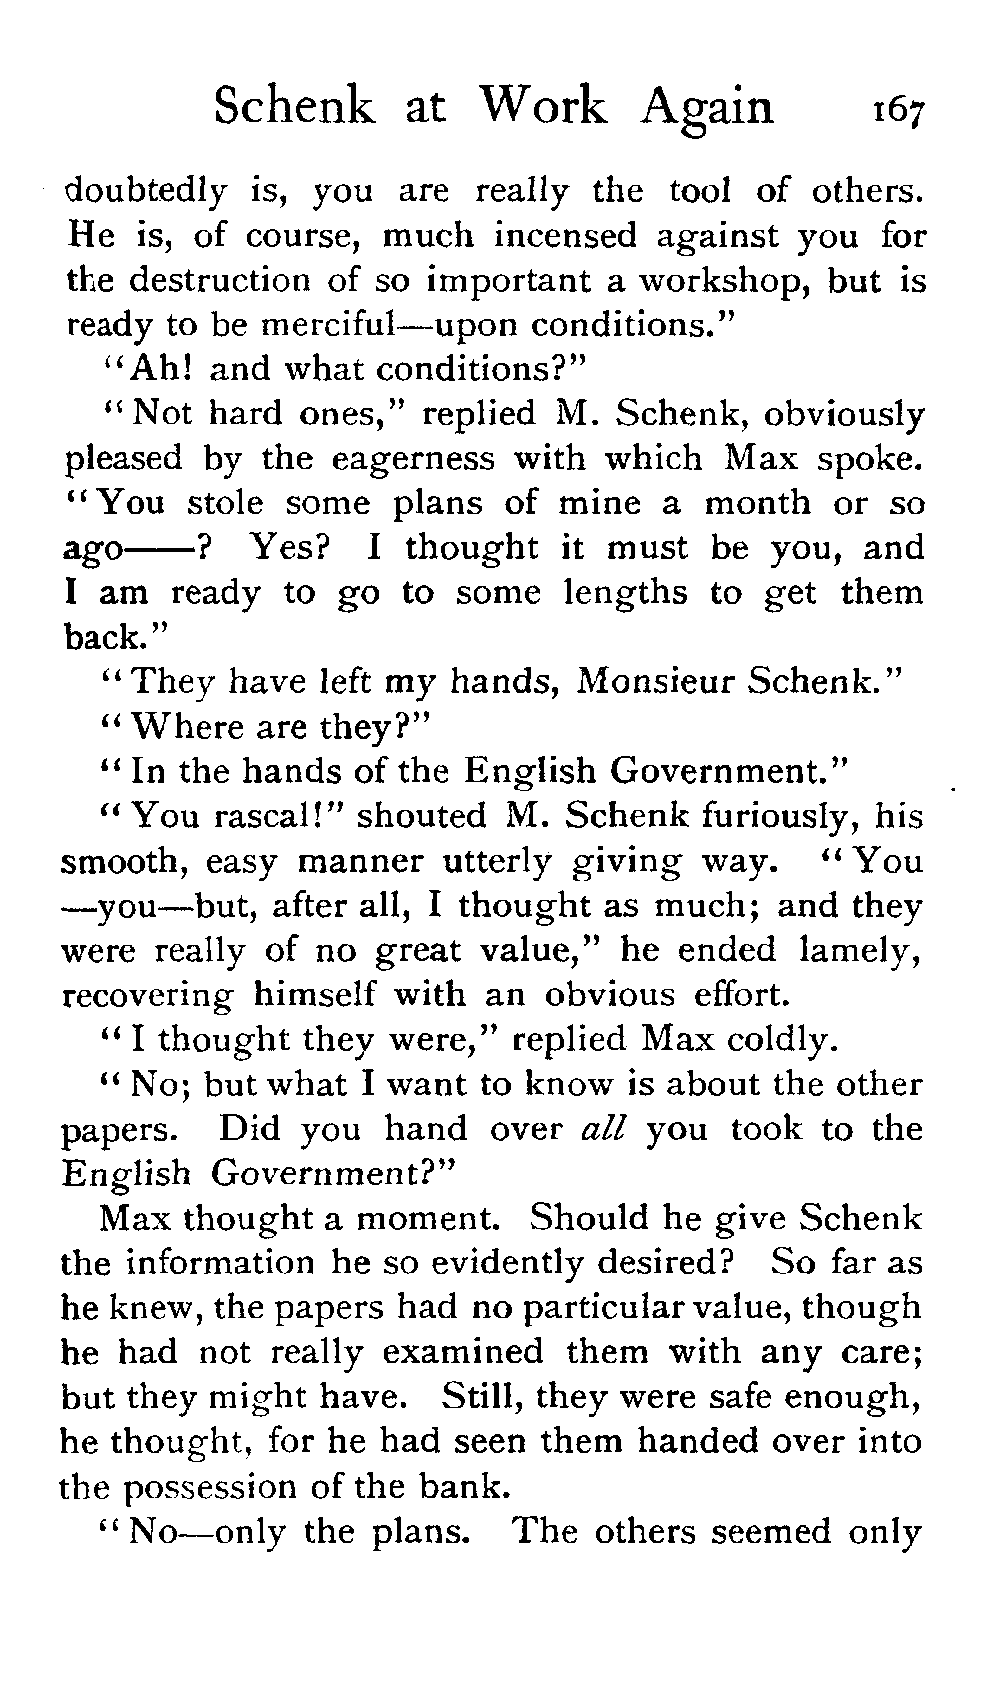 Schenk at Work Again 167
doubtedly is, you are really the tool of others.
He is, of course, much incensed against you for
the destruction of so important a workshop, but is
ready to be merciful—upon conditions."
"Ah! and what conditions?"
"Not hard ones," replied M. Schenk, obviously
pleased by the eagerness with which Max spoke.
"You stole some plans of mine a month or so
ago——? Yes? I thought it must be you, and
I am ready to go to some lengths to get them
back."
"They have left my hands, Monsieur Schenk."
"Where are they?"
"In the hands of the English Government."
"You rascal!" shouted M. Schenk furiously, his
smooth, easy manner utterly giving way. "You
—you—but, after all, I thought as much; and they
were really of no great value," he ended lamely,
recovering himself with an obvious effort.
"I thought they were," replied Max coldly.
"No; but what I want to know is about the other
papers. Did you hand over all you took to the
English Government?"
Max thought a moment. Should he give Schenk
the information he so evidently desired? So far as
he knew, the papers had no particular value, though
he had not really examined them with any care;
but they might have. Still, they were safe enough,
he thought, for he had seen them handed over into
the possession of the bank.
"No—only the plans. The others seemed only